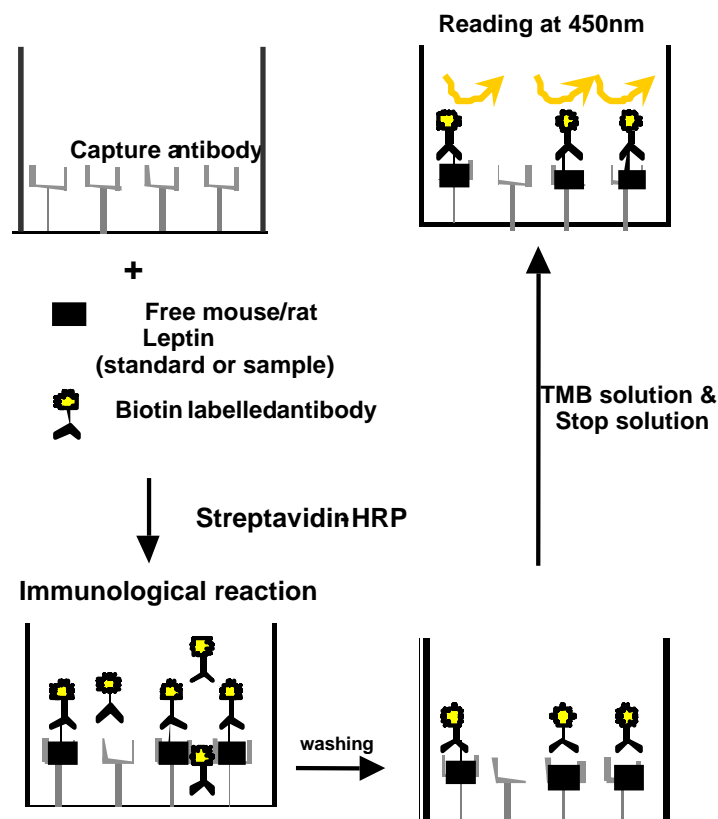 Reading at 450nm
Capture antibody
+
Free mouse/rat
Leptin
(standard or sample)
Biotin labelledantibody
TMB solution &
Stop solution
Streptavidin-HRP
Immunological reaction
washing